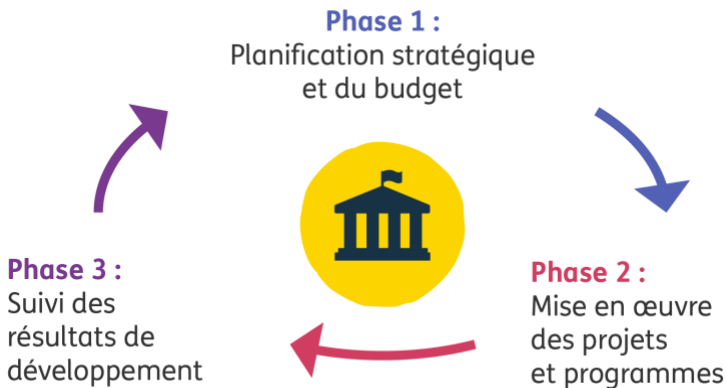 Phase 1 :
Planification stratégique
et du budget
Phase 2 :
Mise en œuvre
des projets
et programmes
Phase 3 :
Suivi des
résultats de
développement